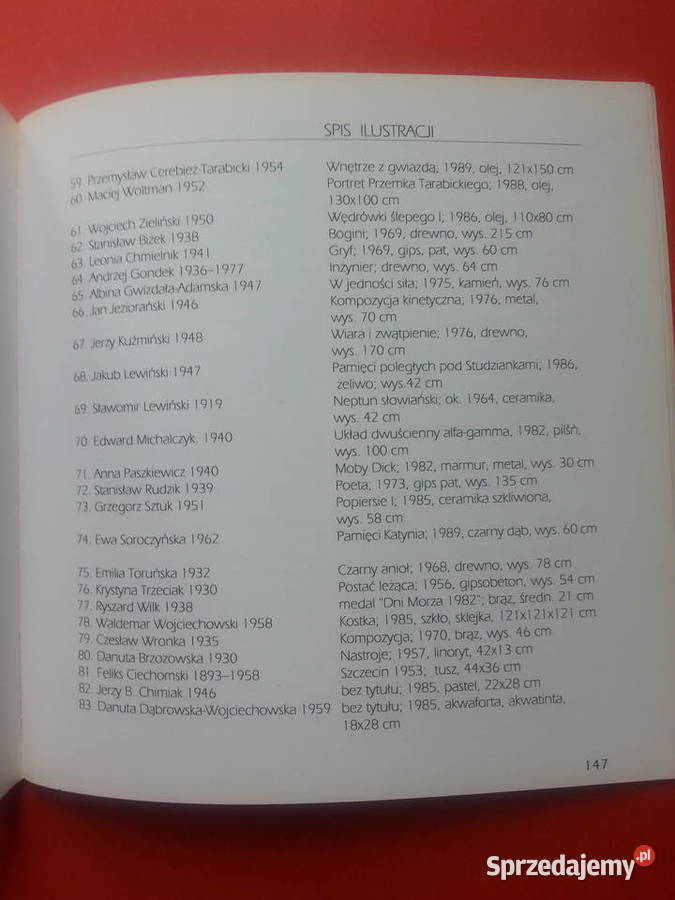 SPIS ILUSTRACJI
59. Przemysław Cerebież-Tarabicki 1954 Wnętrze z gwiazdą; 1989, olej, 121x150 cm
60. Maciej Woltman 1952 Portret Przemka Tarabickiego; 1988, olej,
130x100 cm
61. Wojciech Zieliński 1950 Wędrówki ślepego I; 1986, olej, 110x80 cm
62. Stanisław Biżek 1938 Bogini; 1969, drewno, wys. 215 cm
63. Leonia Chmielnik 1941 Gryf; 1969, gips, pat, wys. 60 cm
64. Andrzej Gondek 1936–1977 Inżynier; drewno, wys. 64 cm
65. Albina Gwizdała-Adamska 1947 W jedności siła; 1975, kamień, wys. 76 cm
66. Jan Jeziorański 1946 Kompozycja kinetyczna; 1976, metal,
wys. 70 cm
67. Jerzy Kuźmiński 1948 Wiara i zwątpienie; 1976, drewno,
wys. 170 cm
68. Jakub Lewiński 1947 Pamięci poległych pod Studziankami; 1986,
żeliwo; wys.42 cm
69. Sławomir Lewiński 1919 Neptun słowiański; ok. 1964, ceramika,
wys. 42 cm
70. Edward Michalczyk. 1940 Układ dwuścienny alfa-gamma; 1982, pilśń,
wys. 100 cm
71. Anna Paszkiewicz 1940 Moby Dick; 1982, marmur, metal, wys. 30 cm
72. Stanisław Rudzik 1939 Poeta; 1973, gips pat, wys. 135 cm
73. Grzegorz Sztuk 1951 Popiersie I; 1985, ceramika szkliwiona,
wys. 58 cm
74. Ewa Soroczyńska 1962 Pamięci Katynia; 1989, czarny dąb, wys. 60 cm
75. Emilia Toruńska 1932 Czarny anioł; 1968, drewno, wys. 78 cm
76. Krystyna Trzeciak 1930 Postać leżąca; 1956, gipsobeton, wys. 54 cm
77. Ryszard Wilk 1938 medal "Dni Morza 1982"; brąz, średn. 21 cm
78. Waldemar Wojciechowski 1958 Kostka; 1985, szkło, sklejka, 121x121x121 cm
79. Czesław Wronka 1935 Kompozycja; 1970, brąz, wys. 46 cm
80. Danuta Brzozowska 1930 Nastroje; 1957, linoryt, 42x13 cm
81. Feliks Ciechomski 1893–1958 Szczecin 1953; tusz, 44x36 cm
82. Jerzy B. Chimiak 1946 bez tytułu; 1985, pastel, 22x28 cm
83. Danuta Dąbrowska-Wojciechowska 1959 bez tytułu; 1985, akwaforta, akwatinta,
18x28 cm
147
Sprzedajemy.pl